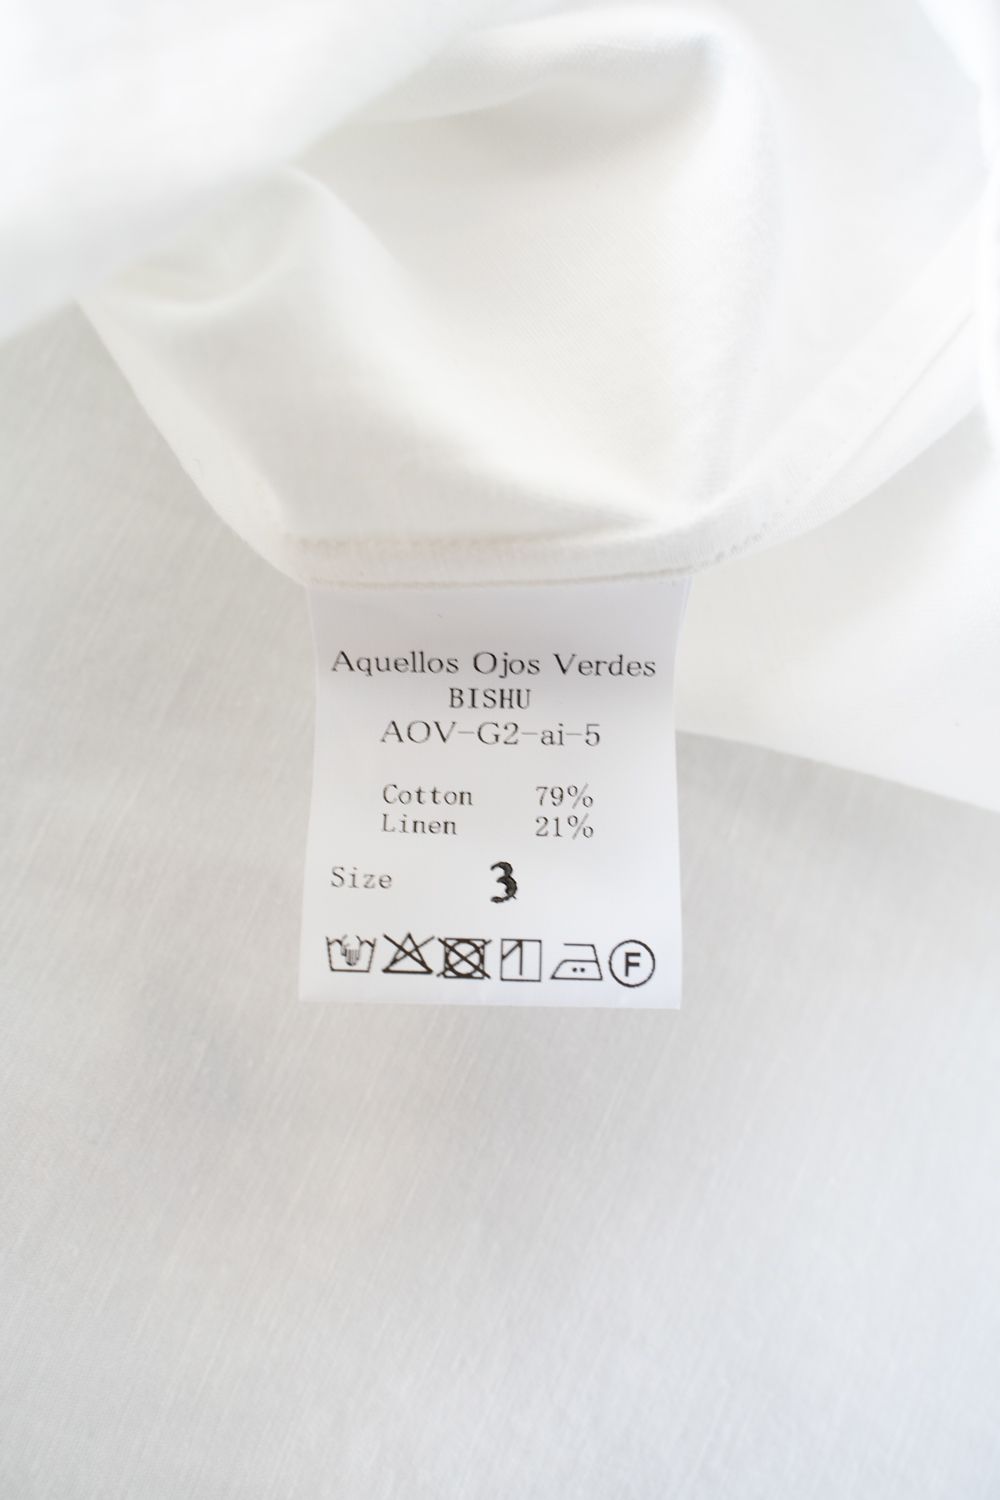 Aquellos Ojos Verdes
BISHU
AOV-G2-ai-5
Cotton 79%
Linen 21%
Size 3
F